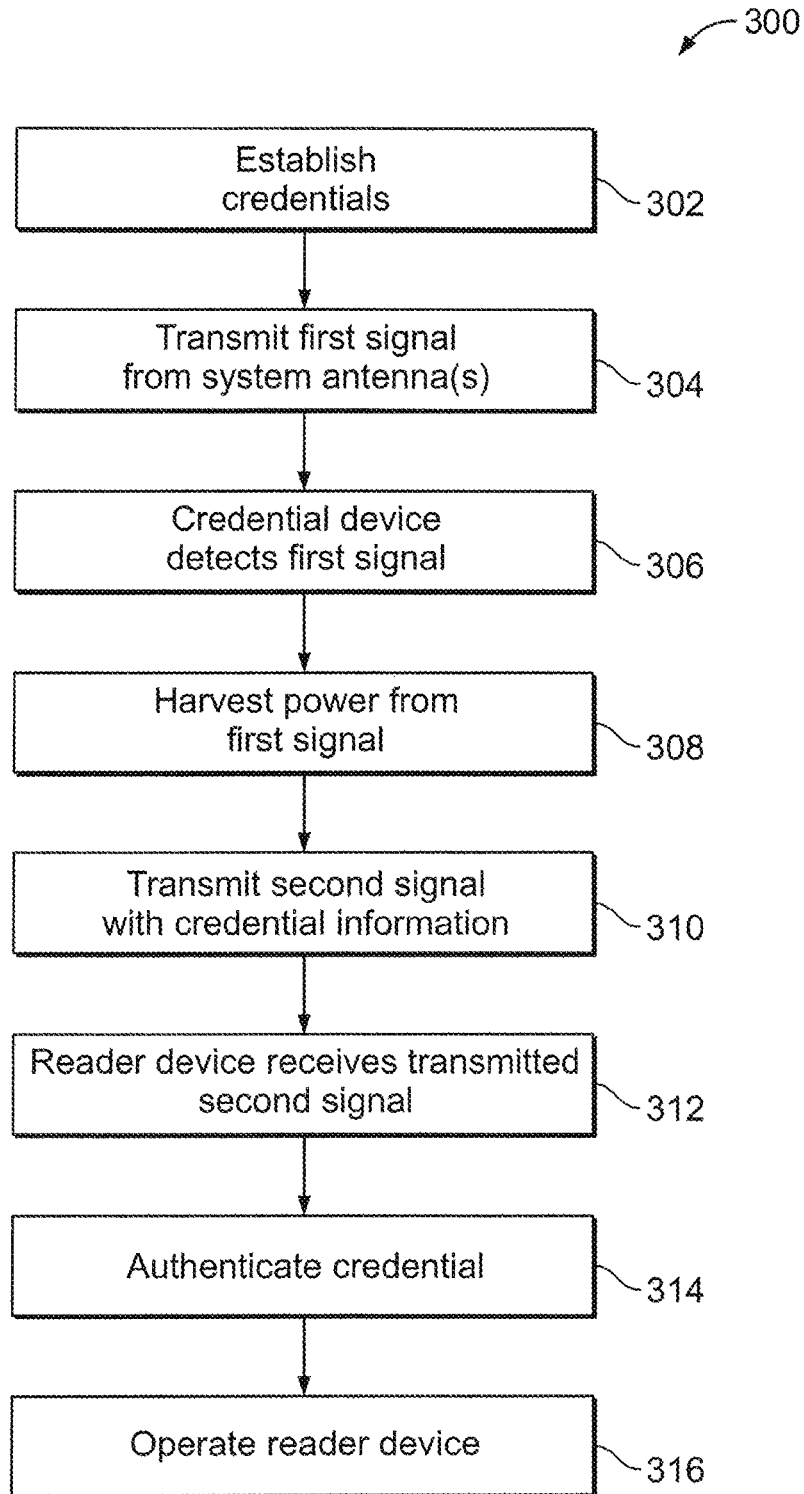 300
Establish
credentials
302
Transmit first signal
from system antenna(s)
304
Credential device
detects first signal
306
Harvest power from
first signal
308
Transmit second signal
with credential information
310
Reader device receives transmitted
second signal
312
Authenticate credential
314
Operate reader device
316